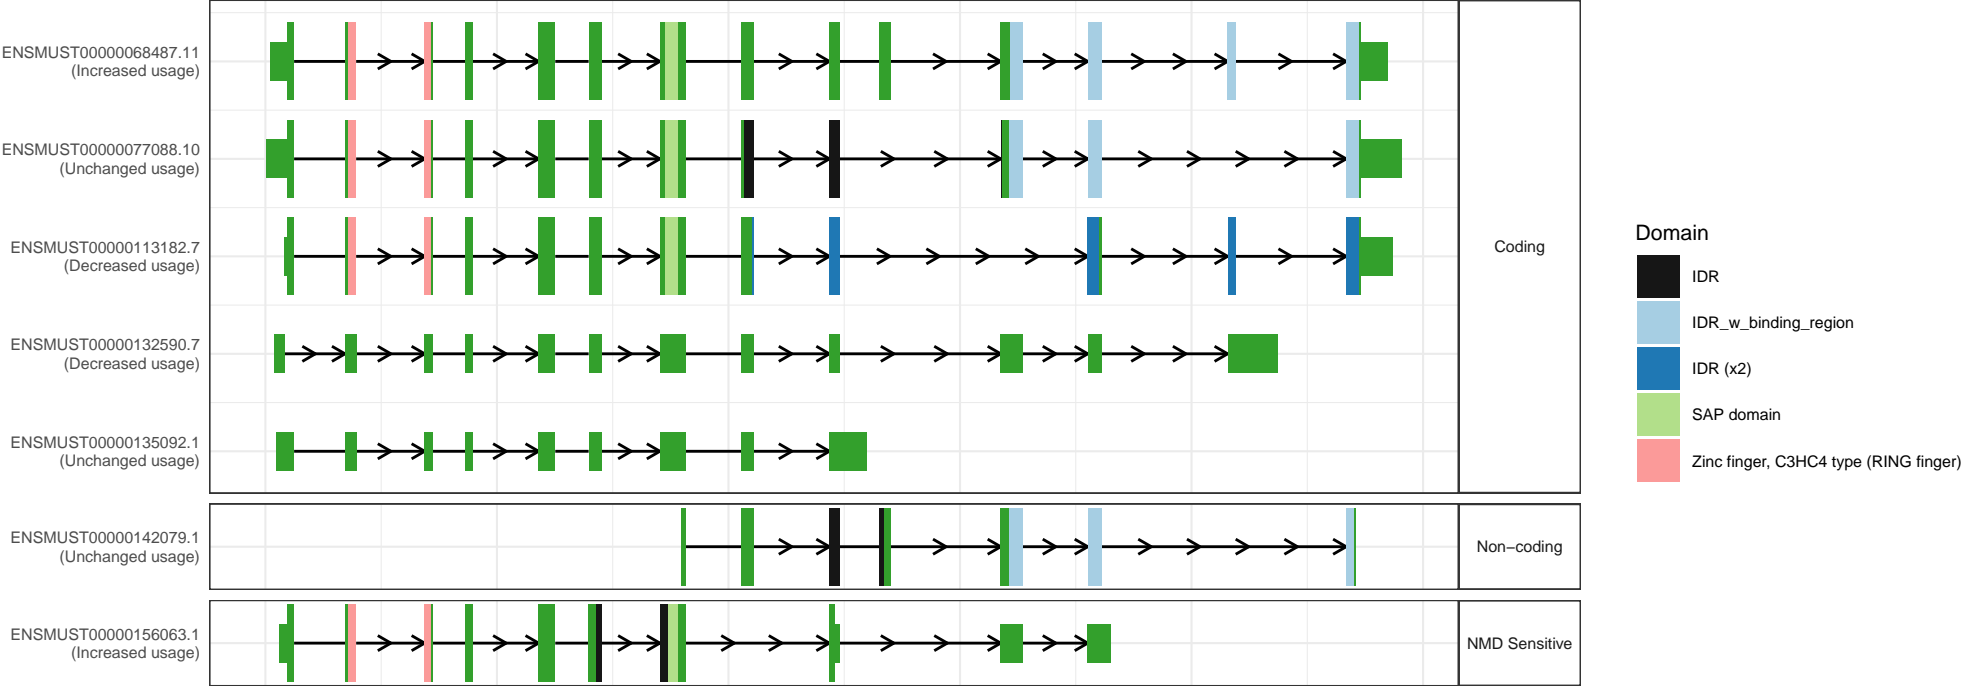 ENSMUST00000068487.11
(Increased usage)
ENSMUST00000077088.10
(Unchanged usage)
ENSMUST00000113182.7
(Decreased usage)
ENSMUST00000132590.7
(Decreased usage)
ENSMUST00000135092.1
(Unchanged usage)
ENSMUST00000142079.1
(Unchanged usage)
ENSMUST00000156063.1
(Increased usage)
Coding
Non−coding
NMD Sensitive
Domain
IDR
IDR_w_binding_region
IDR (x2)
SAP domain
Zinc finger, C3HC4 type (RING finger)